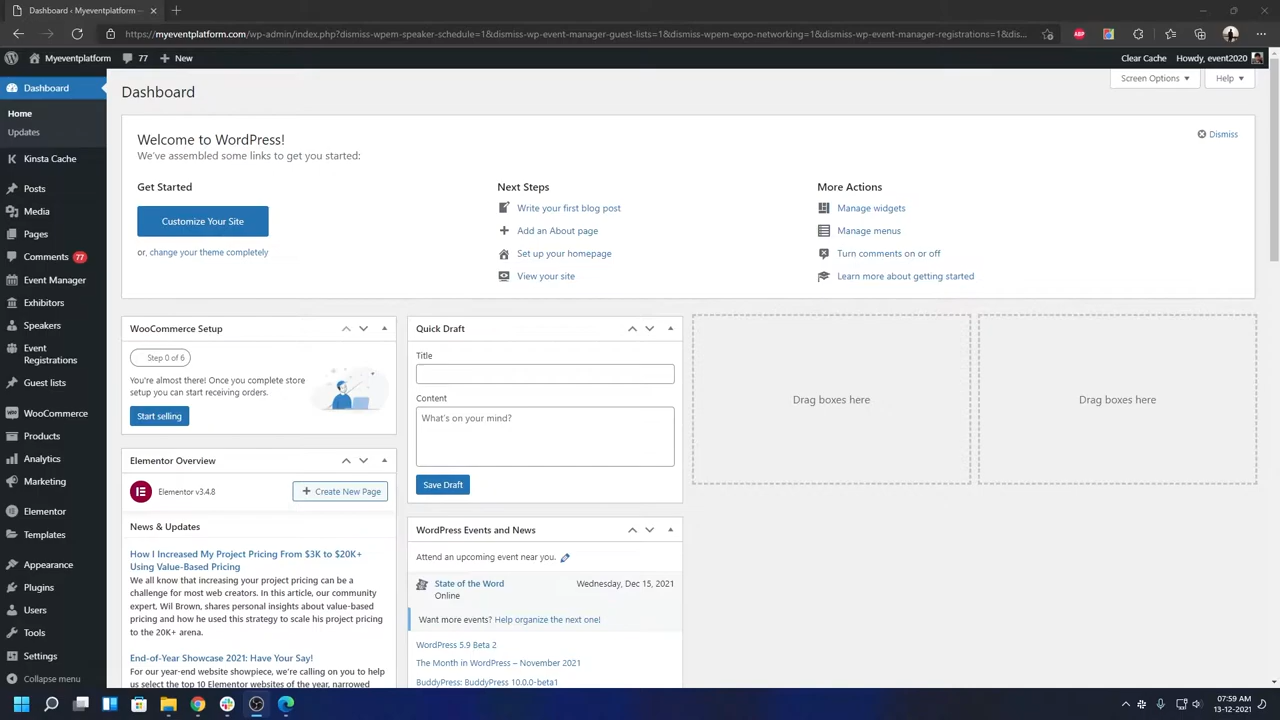 Dashboard ‹ Myeventplatform —
https://myeventplatform.com/wp-admin/index.php?dismiss-wpem-speaker-schedule=1&dismiss-wp-event-manager-guest-lists=1&dismiss-wpem-expo-networking=1&dismiss-wp-event-manager-registrations=1&dis...
ABP
Myeventplatform
77
New
Clear Cache
Howdy, event2020
Dashboard
Home
Updates
Kinsta Cache
Posts
Media
Pages
Comments 77
Event Manager
Exhibitors
Speakers
Event
Registrations
Guest lists
WooCommerce
Products
Analytics
Marketing
Elementor
Templates
Appearance
Plugins
Users
Tools
Settings
Collapse menu
Dashboard
Screen Options
Help
Welcome to WordPress!
We've assembled some links to get you started:
Dismiss
Get Started
Customize Your Site
or, change your theme completely
Next Steps
Write your first blog post
Add an About page
Set up your homepage
View your site
More Actions
Manage widgets
Manage menus
Turn comments on or off
Learn more about getting started
WooCommerce Setup
Step 0 of 6
You're almost there! Once you complete store
setup you can start receiving orders.
Start selling
Elementor Overview
Elementor v3.4.8
Create New Page
News & Updates
How I Increased My Project Pricing From $3K to $20K+
Using Value-Based Pricing
We all know that increasing your project pricing can be a
challenge for most web creators. In this article, our community
expert, Wil Brown, shares personal insights about value-based
pricing and how he used this strategy to scale his project pricing
to the 20K+ arena.
End-of-Year Showcase 2021: Have Your Say!
For our year-end website showpiece, we're calling on you to help
us select the top 10 Elementor websites of the year, narrowed
Quick Draft
Title
Content
What's on your mind?
Save Draft
WordPress Events and News
Attend an upcoming event near you.
State of the Word
Wednesday, Dec 15, 2021
Online
Want more events? Help organize the next one!
WordPress 5.9 Beta 2
The Month in WordPress – November 2021
BuddyPress: BuddyPress 10.0.0-beta1
Drag boxes here
Drag boxes here
07:59 AM
13-12-2021